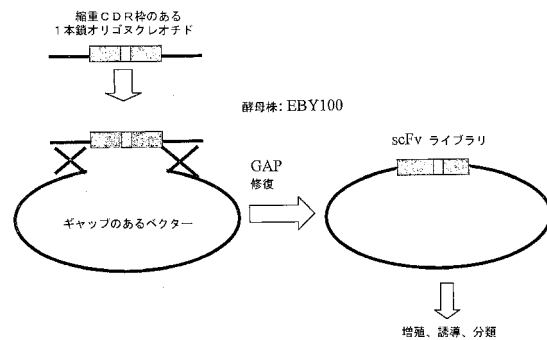 縮重CDR枠のある
1本鎖オリゴヌクレオチド
酵母株: EBY100
scFv ライブラリ
GAP
修復
ギャップのあるベクター
増殖、誘導、分類